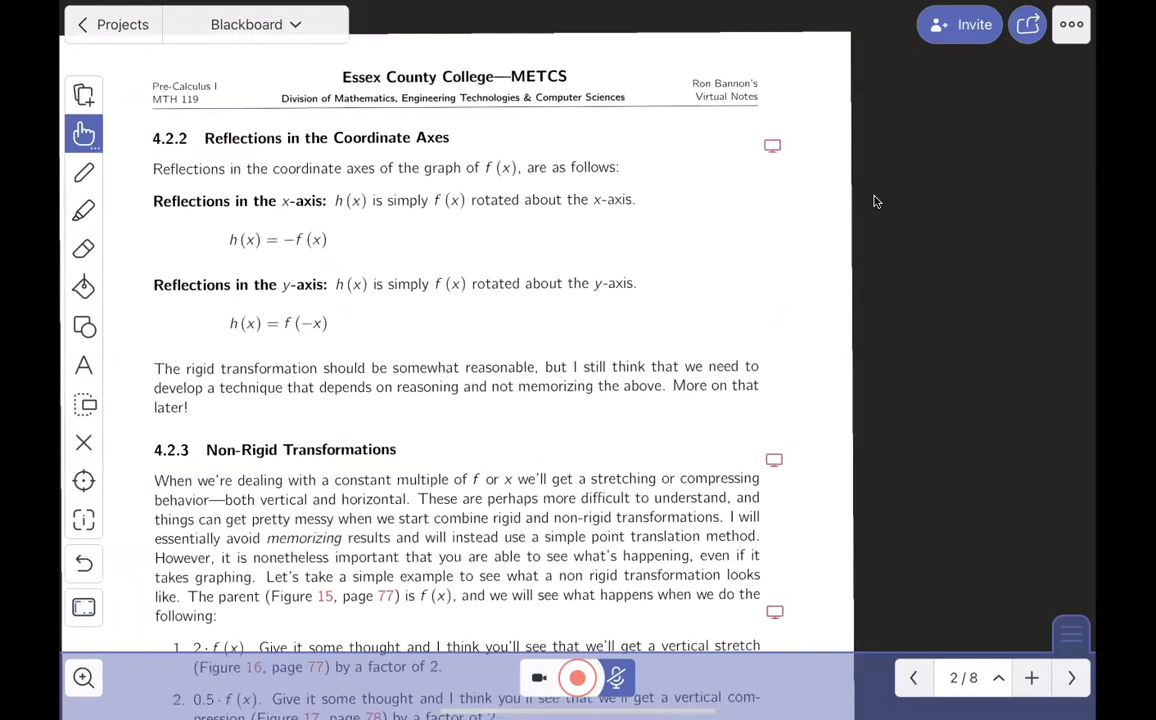 Projects
Blackboard
Invite
Pre-Calculus I
MTH 119
Essex County College—METCS
Division of Mathematics, Engineering Technologies & Computer Sciences
Ron Bannon's
Virtual Notes
4.2.2 Reflections in the Coordinate Axes
Reflections in the coordinate axes of the graph of f (x), are as follows:
Reflections in the x-axis: h (x) is simply f (x) rotated about the x-axis.
h (x) = −f (x)
Reflections in the y-axis: h (x) is simply f (x) rotated about the y-axis.
h (x) = f (−x)
The rigid transformation should be somewhat reasonable, but I still think that we need to
develop a technique that depends on reasoning and not memorizing the above. More on that
later!
4.2.3 Non-Rigid Transformations
When we're dealing with a constant multiple of f or x we'll get a stretching or compressing
behavior—both vertical and horizontal. These are perhaps more difficult to understand, and
things can get pretty messy when we start combine rigid and non-rigid transformations. I will
essentially avoid memorizing results and will instead use a simple point translation method.
However, it is nonetheless important that you are able to see what's happening, even if it
takes graphing. Let's take a simple example to see what a non rigid transformation looks
like. The parent (Figure 15, page 77) is f (x), and we will see what happens when we do the
following:
1. 2 · f (x). Give it some thought and I think you'll see that we'll get a vertical stretch
(Figure 16, page 77) by a factor of 2.
2. 0.5 · f (x). Give it some thought and I think you'll see that we'll get a vertical com-
pression (Figure 17, page 78) by a factor of 2.
2 / 8